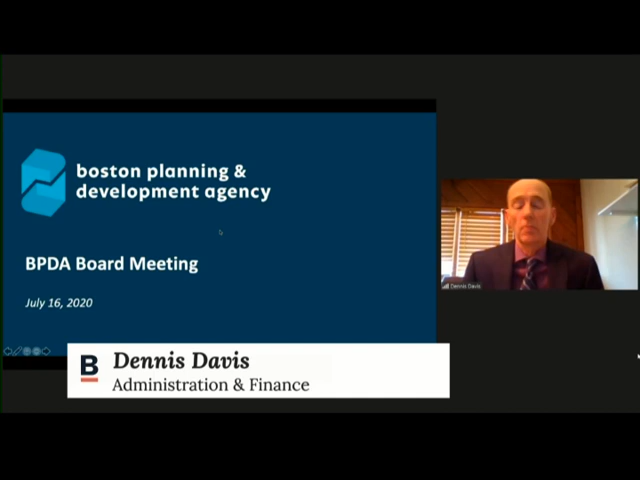 boston planning &
development agency
BPDA Board Meeting
July 16, 2020
Dennis Davis
B
Dennis Davis
Administration & Finance